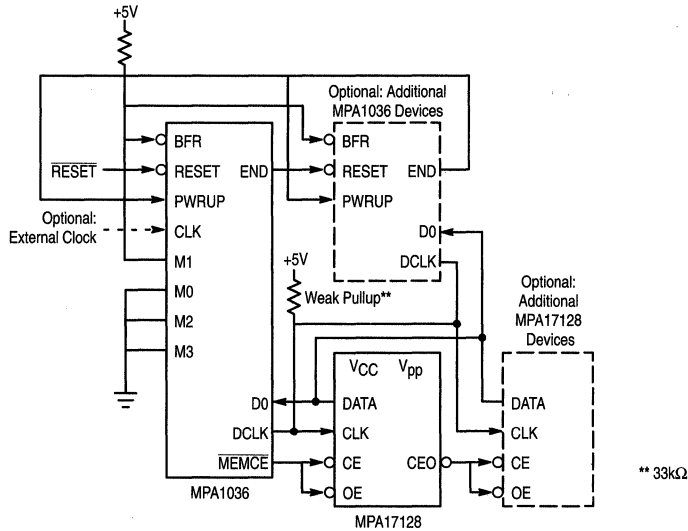 +5V
Optional: Additional
MPA1036 Devices
BFR
RESET
RESET
END
PWRUP
Optional:
External Clock
CLK
M1
M0
M2
M3
D0
DCLK
MEMCE
MPA1036
BFR
RESET
END
PWRUP
D0
DCLK
+5V
Weak Pullup**
Optional:
Additional
MPA17128
Devices
VCC
Vpp
DATA
CLK
CE
CEO
OE
MPA17128
DATA
CLK
CE
OE
** 33kΩ